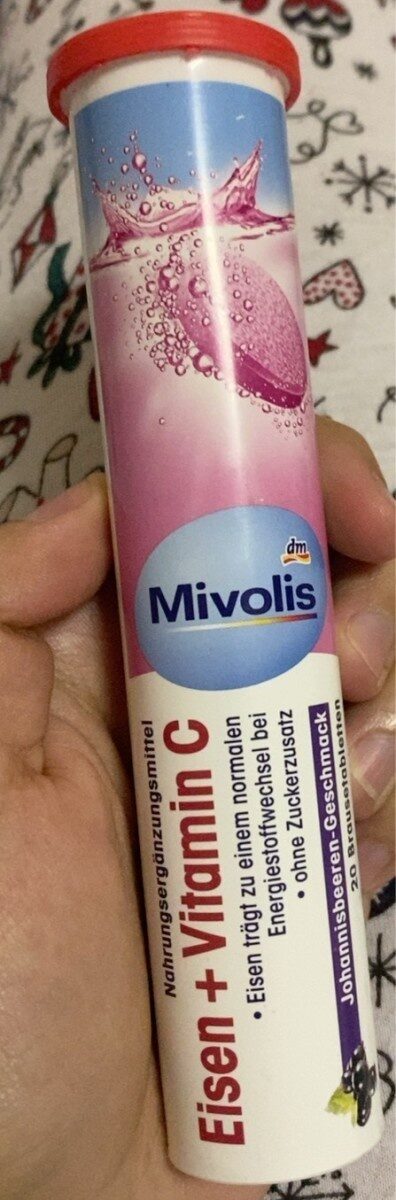 dm
Mivolis
Nahrungsergänzungsmittel
Eisen + Vitamin C
• Eisen trägt zu einem normalen
Energiestoffwechsel bei
• ohne Zuckerzusatz
Johannisbeeren-Geschmack
20 Brausetabletten